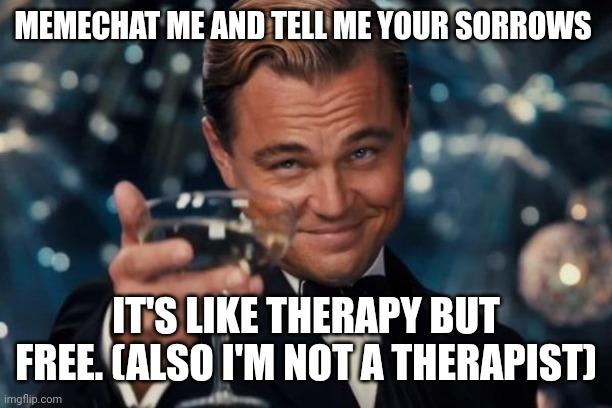 MEMECHAT ME AND TELL ME YOUR SORROWS
IT'S LIKE THERAPY BUT
FREE. (ALSO I'M NOT A THERAPIST)
imgflip.com